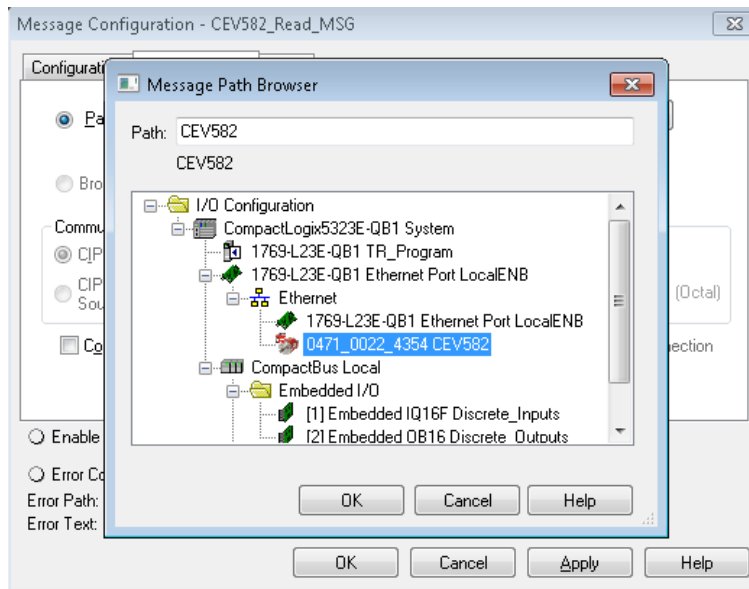 Message Configuration - CEV582_Read_MSG
Configurati
Message Path Browser
Pa
Path: CEV582
CEV582
Bro
I/O Configuration
CompactLogix5323E-QB1 System
Commu
1769-L23E-QB1 TR_Program
CIP
1769-L23E-QB1 Ethernet Port LocalENB
CIP
Sou
Ethernet
(Octal)
1769-L23E-QB1 Ethernet Port LocalENB
Co
0471_0022_4354 CEV582
ection
CompactBus Local
Embedded I/O
[1] Embedded IQ16F Discrete_Inputs
Enable
[2] Embedded OB16 Discrete_Outputs
Error Co
Error Path:
OK Cancel Help
Error Text:
OK Cancel Apply Help